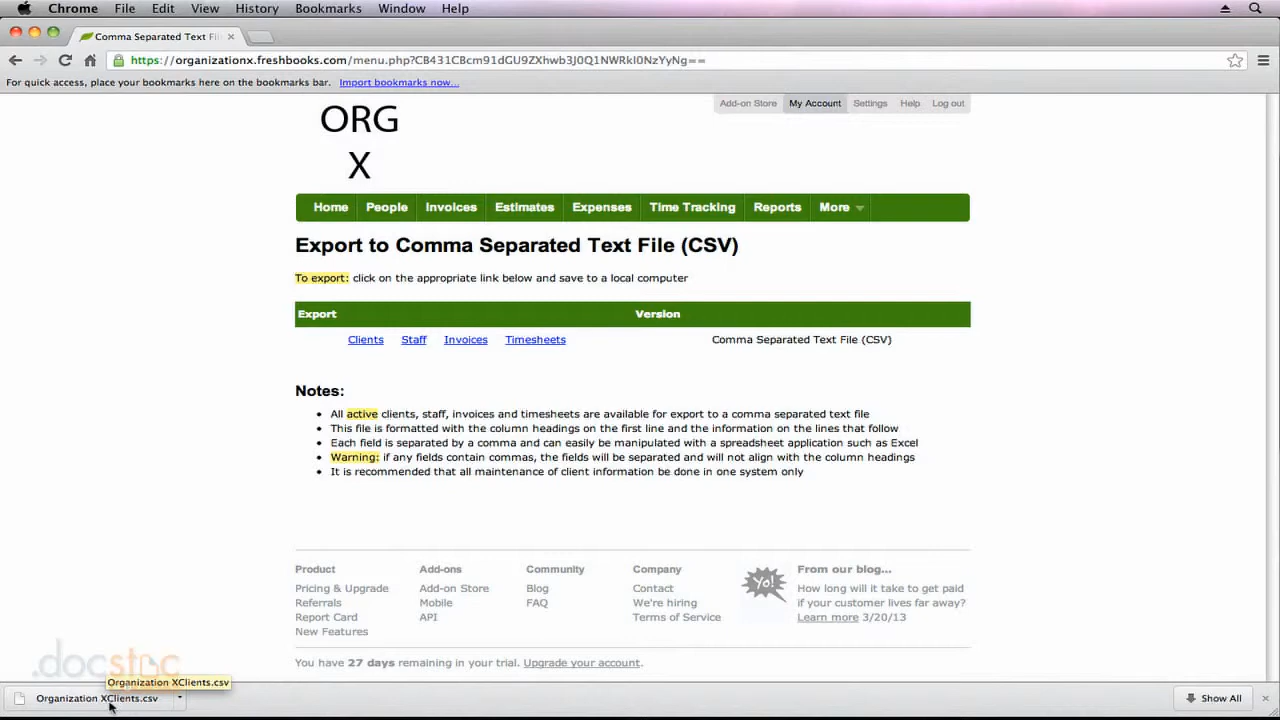 Chrome File Edit View History Bookmarks Window Help
Comma Separated Text Fil
https://organizationx.freshbooks.com/menu.php?CB431CBcm91dGU9ZXhwb3J0Q1NWRkl0NzYyNg==
For quick access, place your bookmarks here on the bookmarks bar. Import bookmarks now...
Add-on Store My Account Settings Help Log out
ORG
X
Home People Invoices Estimates Expenses Time Tracking Reports More
Export to Comma Separated Text File (CSV)
To export: click on the appropriate link below and save to a local computer
Export Version
Clients Staff Invoices Timesheets Comma Separated Text File (CSV)
Notes:
• All active clients, staff, invoices and timesheets are available for export to a comma separated text file
• This file is formatted with the column headings on the first line and the information on the lines that follow
• Each field is separated by a comma and can easily be manipulated with a spreadsheet application such as Excel
• Warning: if any fields contain commas, the fields will be separated and will not align with the column headings
• It is recommended that all maintenance of client information be done in one system only
Product Add-ons Community Company Yo! From our blog...
Pricing & Upgrade Add-on Store Blog Contact How long will it take to get paid
Referrals Mobile FAQ We're hiring if your customer lives far away?
Report Card API Terms of Service Learn more 3/20/13
New Features
You have 27 days remaining in your trial. Upgrade your account.
.docstoc
Organization XClients.csv
Organization XClients.csv Show All